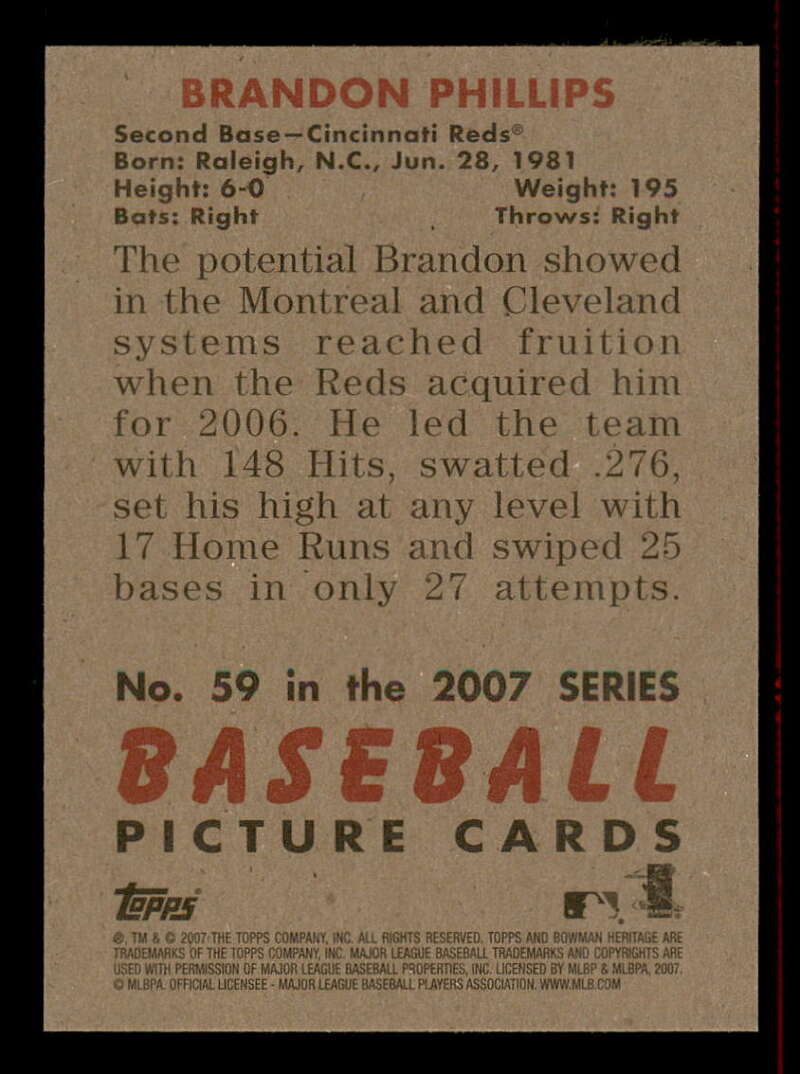 BRANDON PHILLIPS
Second Base—Cincinnati Reds®
Born: Raleigh, N.C., Jun. 28, 1981
Height: 6-0 Weight: 195
Bats: Right Throws: Right
The potential Brandon showed
in the Montreal and Cleveland
systems reached fruition
when the Reds acquired him
for 2006. He led the team
with 148 Hits, swatted .276,
set his high at any level with
17 Home Runs and swiped 25
bases in only 27 attempts.
No. 59 in the 2007 SERIES
BASEBALL
PICTURE CARDS
Topps
®, TM & © 2007 THE TOPPS COMPANY, INC. ALL RIGHTS RESERVED. TOPPS AND BOWMAN HERITAGE ARE
TRADEMARKS OF THE TOPPS COMPANY, INC. MAJOR LEAGUE BASEBALL TRADEMARKS AND COPYRIGHTS ARE
USED WITH PERMISSION OF MAJOR LEAGUE BASEBALL PROPERTIES, INC. LICENSED BY MLBP & MLBPA, 2007.
© MLBPA. OFFICIAL LICENSEE - MAJOR LEAGUE BASEBALL PLAYERS ASSOCIATION. WWW.MLB.COM